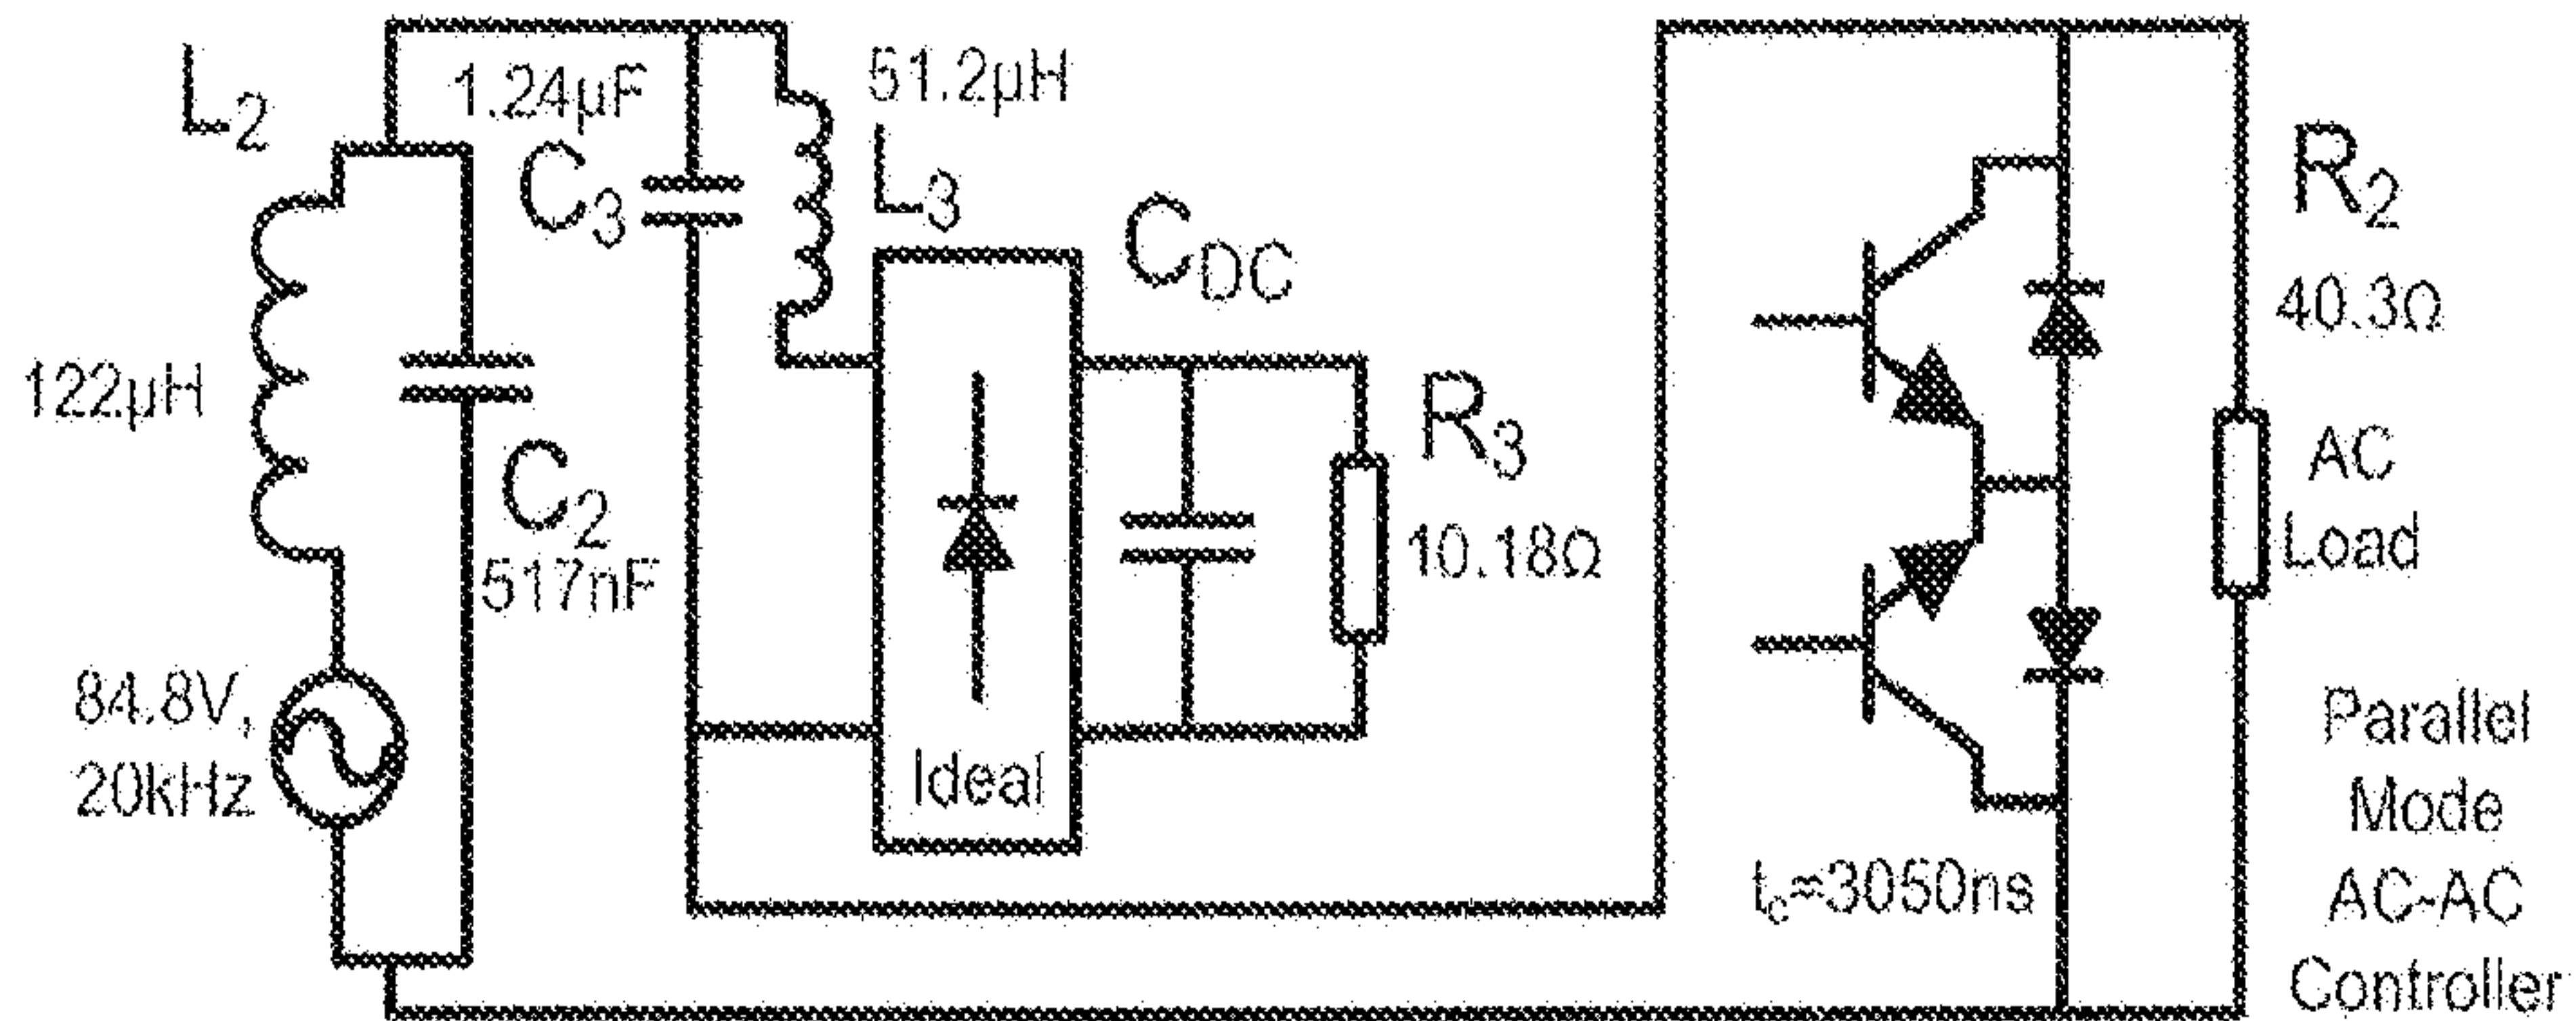 L2
122µH
84.8V,
20kHz
C2
517nF
1.24µF
C3
51.2µH
L3
Ideal
CDC
R3
10.18Ω
tc≈3050ns
R2
40.3Ω
AC
Load
Parallel
Mode
AC-AC
Controller